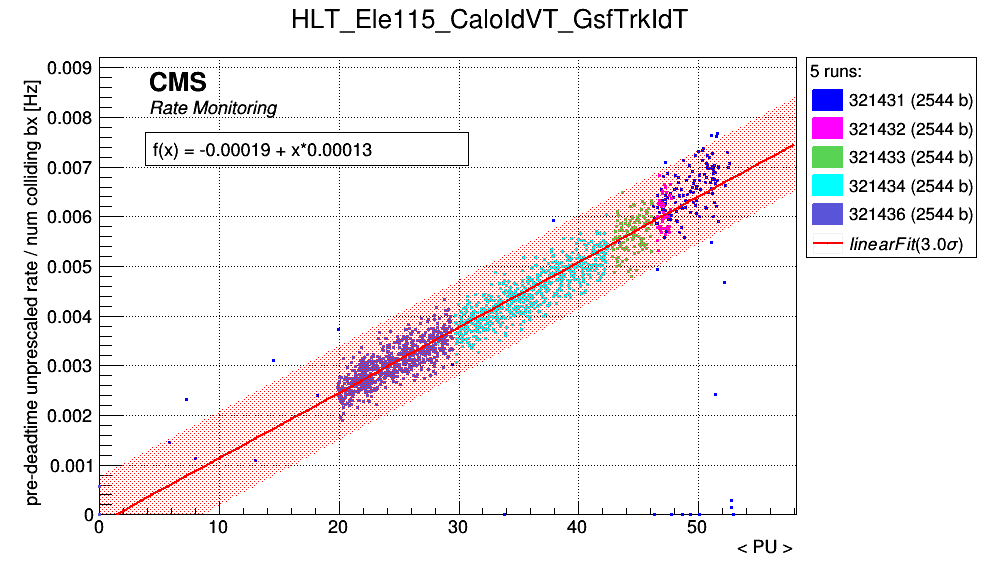 HLT_Ele115_CaloIdVT_GsfTrkIdT
pre-deadtime unprescaled rate / num colliding bx [Hz]
0.009
0.008
0.007
0.006
0.005
0.004
0.003
0.002
0.001
0
CMS
Rate Monitoring
f(x) = -0.00019 + x*0.00013
0 10 20 30 40 50
< PU >
5 runs:
321431 (2544 b)
321432 (2544 b)
321433 (2544 b)
321434 (2544 b)
321436 (2544 b)
linearFit(3.0σ)